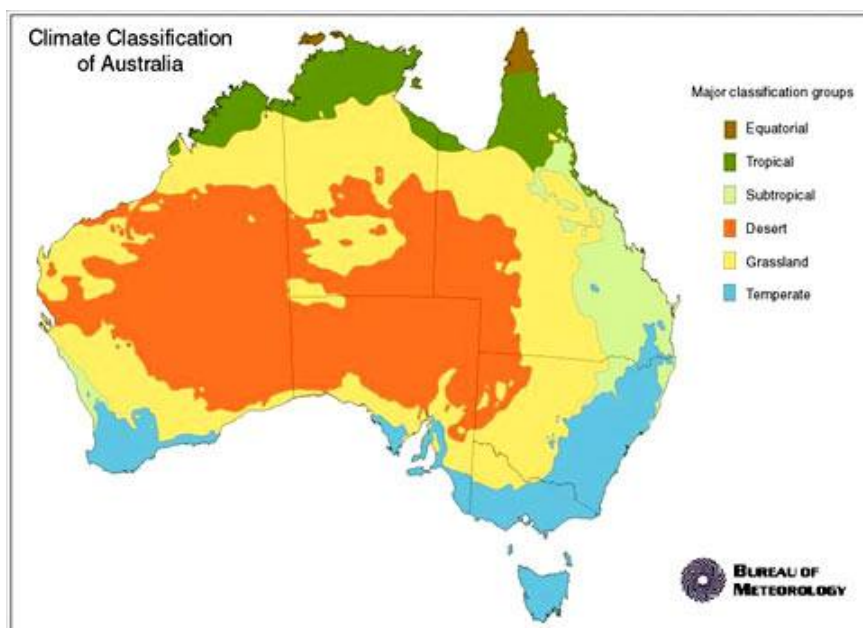 Climate Classification
of Australia
Major classification groups
Equatorial
Tropical
Subtropical
Desert
Grassland
Temperate
BUREAU OF
METEOROLOGY